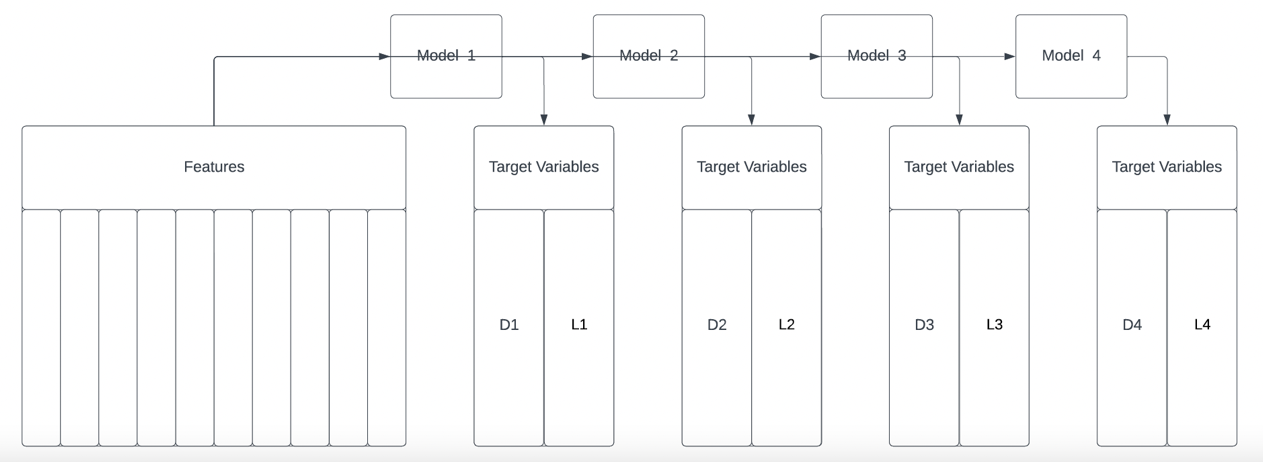 Model 1
Model 2
Model 3
Model 4
Features
Target Variables
Target Variables
Target Variables
Target Variables
D1
L1
D2
L2
D3
L3
D4
L4